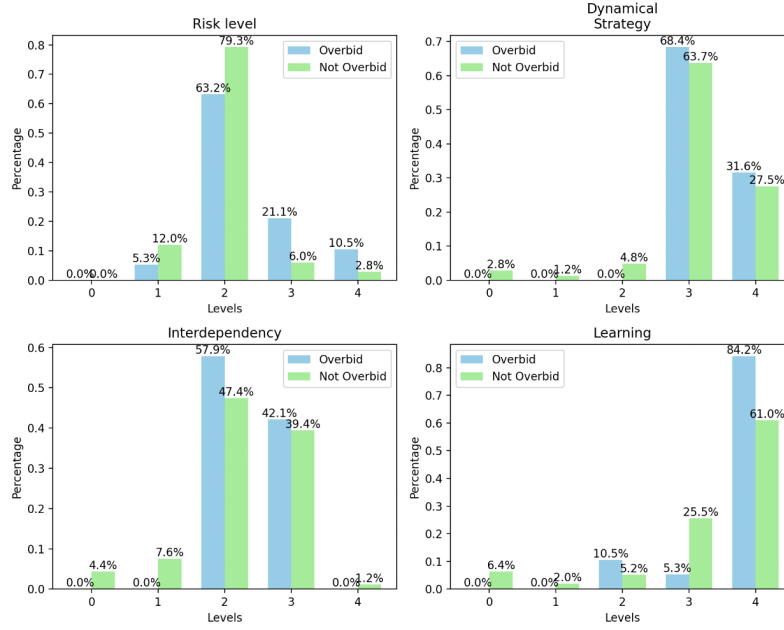 Risk level
Percentage
0.8
0.7
0.6
0.5
0.4
0.3
0.2
0.1
0.0
Overbid
Not Overbid
0.0%
0.0%
5.3%
12.0%
63.2%
79.3%
21.1%
6.0%
10.5%
2.8%
0 1 2 3 4
Levels
Dynamical
Strategy
Percentage
0.7
0.6
0.5
0.4
0.3
0.2
0.1
0.0
Overbid
Not Overbid
0.0%
2.8%
0.0%
1.2%
0.0%
4.8%
68.4%
63.7%
31.6%
27.5%
0 1 2 3 4
Levels
Interdependency
Percentage
0.6
0.5
0.4
0.3
0.2
0.1
0.0
Overbid
Not Overbid
0.0%
4.4%
0.0%
7.6%
57.9%
47.4%
42.1%
39.4%
0.0%
1.2%
0 1 2 3 4
Levels
Learning
Percentage
0.8
0.7
0.6
0.5
0.4
0.3
0.2
0.1
0.0
Overbid
Not Overbid
0.0%
6.4%
0.0%
2.0%
10.5%
5.2%
5.3%
25.5%
84.2%
61.0%
0 1 2 3 4
Levels